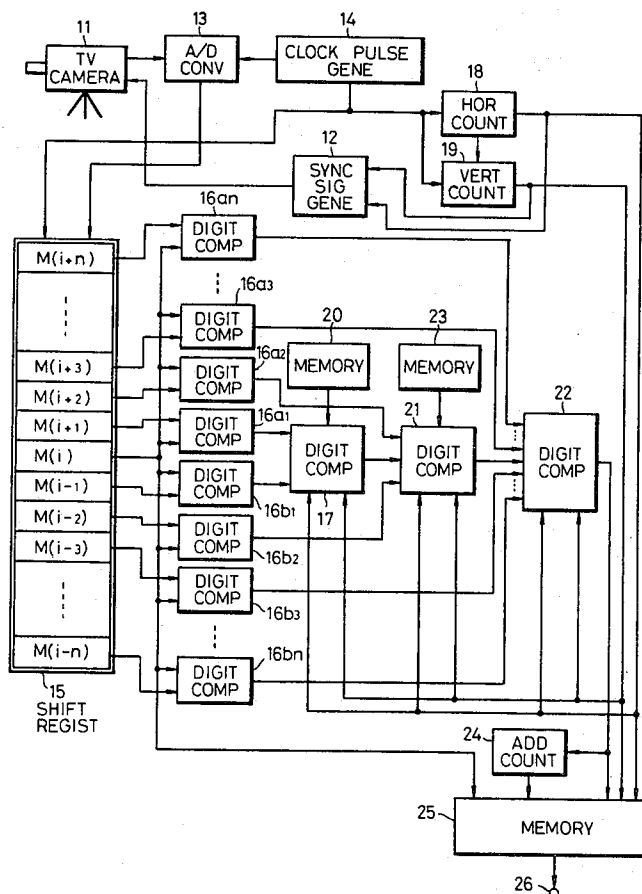 11
TV
CAMERA
13
A/D
CONV
14
CLOCK PULSE
GENE
18
HOR
COUNT
12
SYNC
SIG
GENE
19
VERT
COUNT
16an
DIGIT
COMP
M(i+n)
16a3
DIGIT
COMP
20
MEMORY
23
MEMORY
M(i+3)
16a2
DIGIT
COMP
M(i+2)
22
DIGIT
COMP
M(i+1)
16a1
DIGIT
COMP
17
DIGIT
COMP
21
DIGIT
COMP
M(i)
M(i-1)
DIGIT
COMP
16b1
M(i-2)
DIGIT
COMP
16b2
M(i-3)
DIGIT
COMP
16b3
M(i-n)
DIGIT
COMP
16bn
15
SHIFT
REGIST
24
ADD
COUNT
25
MEMORY
26